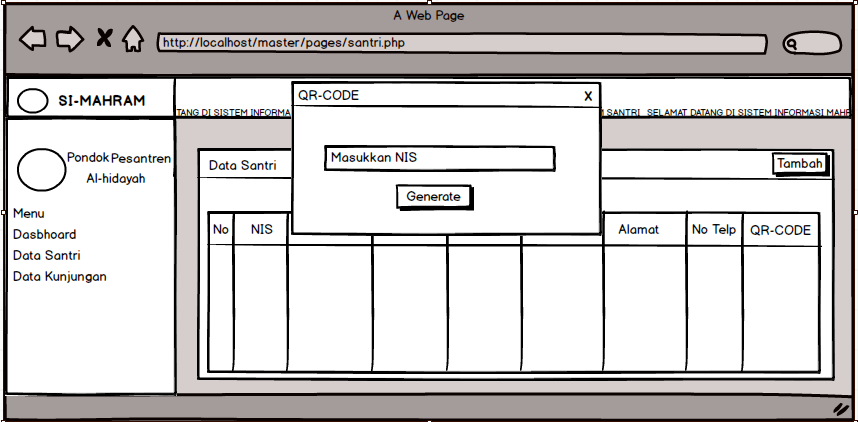 A Web Page
http://localhost/master/pages/santri.php
SI-MAHRAM
TANG DI SISTEM INFORMA
SANTRI SELAMAT DATANG DI SISTEM INFORMASI MAHR
QR-CODE X
Masukkan NIS
Generate
Pondok Pesantren
Al-hidayah
Menu
Dasbhoard
Data Santri
Data Kunjungan
Data Santri
Tambah
No NIS Alamat No Telp QR-CODE